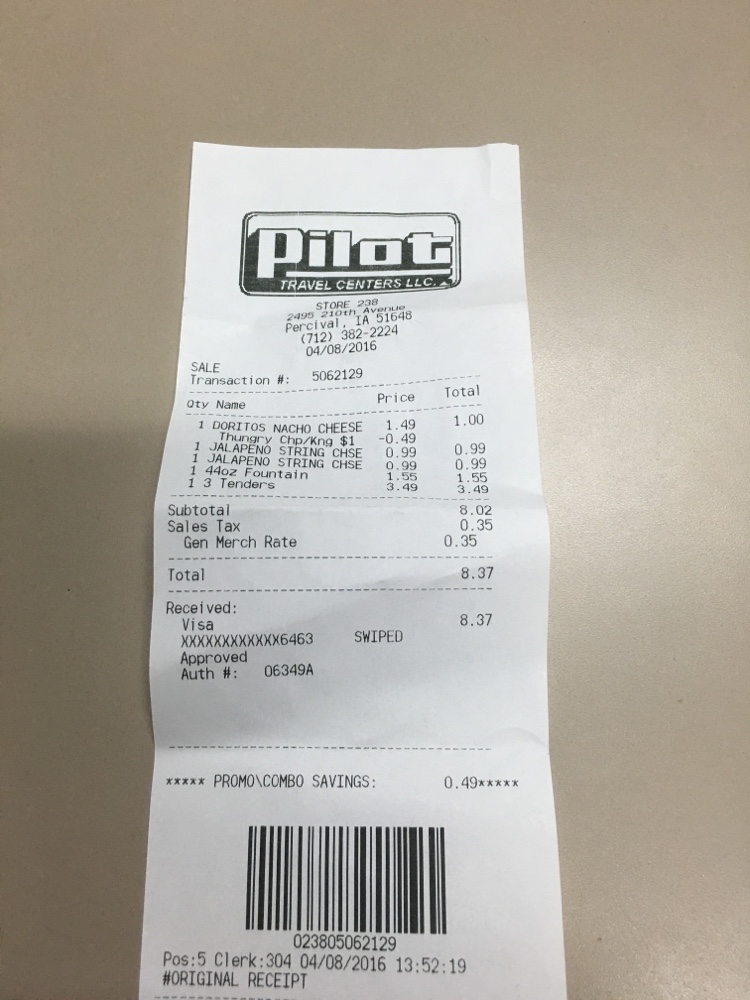 Pilot
TRAVEL CENTERS LLC.
STORE 238
2495 210th Avenue
Percival, IA 51648
(712) 382-2224
04/08/2016
SALE
Transaction #: 5062129
Qty Name Price Total
1 DORITOS NACHO CHEESE 1.49 1.00
Thungry Chp/Kng $1 -0.49
1 JALAPENO STRING CHSE 0.99 0.99
1 JALAPENO STRING CHSE 0.99 0.99
1 44oz Fountain 1.55 1.55
1 3 Tenders 3.49 3.49
Subtotal 8.02
Sales Tax 0.35
Gen Merch Rate 0.35
Total 8.37
Received:
Visa 8.37
XXXXXXXXXXXX6463 SWIPED
Approved
Auth #: 06349A
***** PROMO\COMBO SAVINGS: 0.49*****
023805062129
Pos:5 Clerk:304 04/08/2016 13:52:19
#ORIGINAL RECEIPT